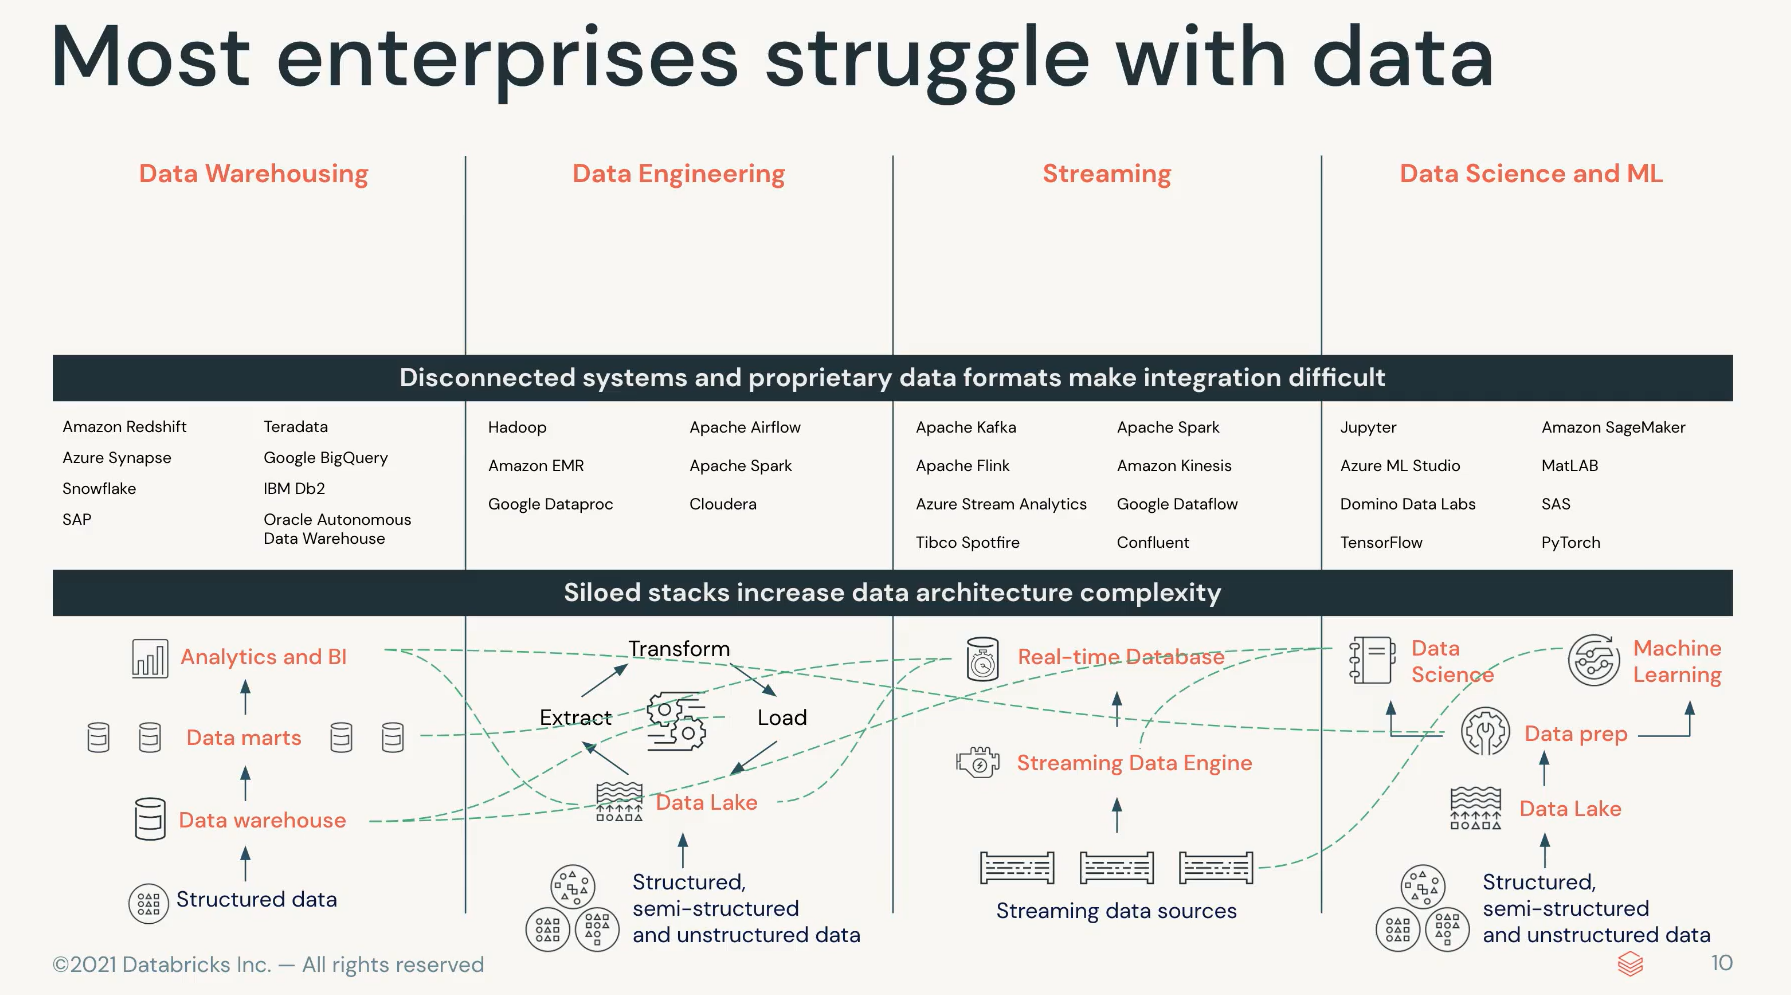 Most enterprises struggle with data
Data Warehousing
Data Engineering
Streaming
Data Science and ML
Disconnected systems and proprietary data formats make integration difficult
Amazon Redshift
Azure Synapse
Snowflake
SAP
Teradata
Google BigQuery
IBM Db2
Oracle Autonomous
Data Warehouse
Hadoop
Amazon EMR
Google Dataproc
Apache Airflow
Apache Spark
Cloudera
Apache Kafka
Apache Flink
Azure Stream Analytics
Tibco Spotfire
Apache Spark
Amazon Kinesis
Google Dataflow
Confluent
Jupyter
Azure ML Studio
Domino Data Labs
TensorFlow
Amazon SageMaker
MatLAB
SAS
PyTorch
Siloed stacks increase data architecture complexity
Analytics and BI
Data marts
Data warehouse
Structured data
Transform
Extract
Load
Data Lake
Structured,
semi-structured
and unstructured data
Real-time Database
Streaming Data Engine
Streaming data sources
Data
Science
Machine
Learning
Data prep
Data Lake
Structured,
semi-structured
and unstructured data
©2021 Databricks Inc. — All rights reserved
10